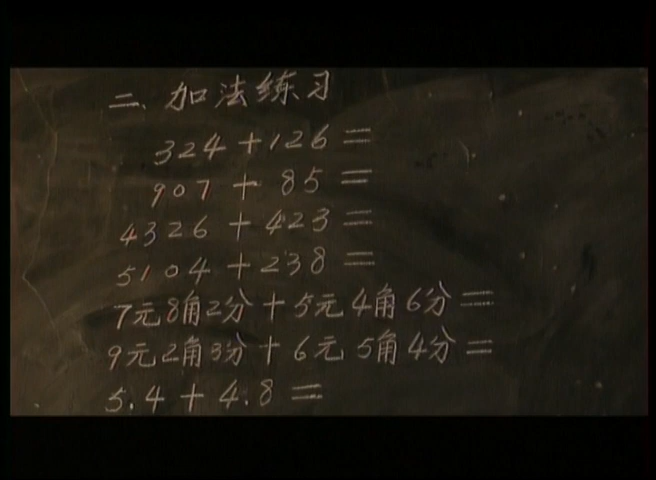 二、加法练习
324+126=
907+85=
4326+423=
5104+238=
7元8角2分+5元4角6分=
9元2角3分+6元5角4分=
5.4+4.8=